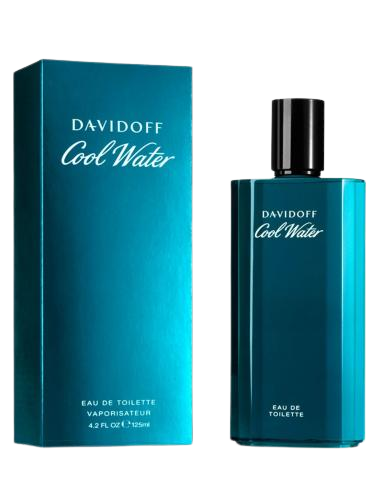 DAVIDOFF
Cool Water
EAU DE TOILETTE
VAPORISATEUR
4.2 FL OZ ℮ 125ml
DAVIDOFF
Cool Water
EAU DE
TOILETTE